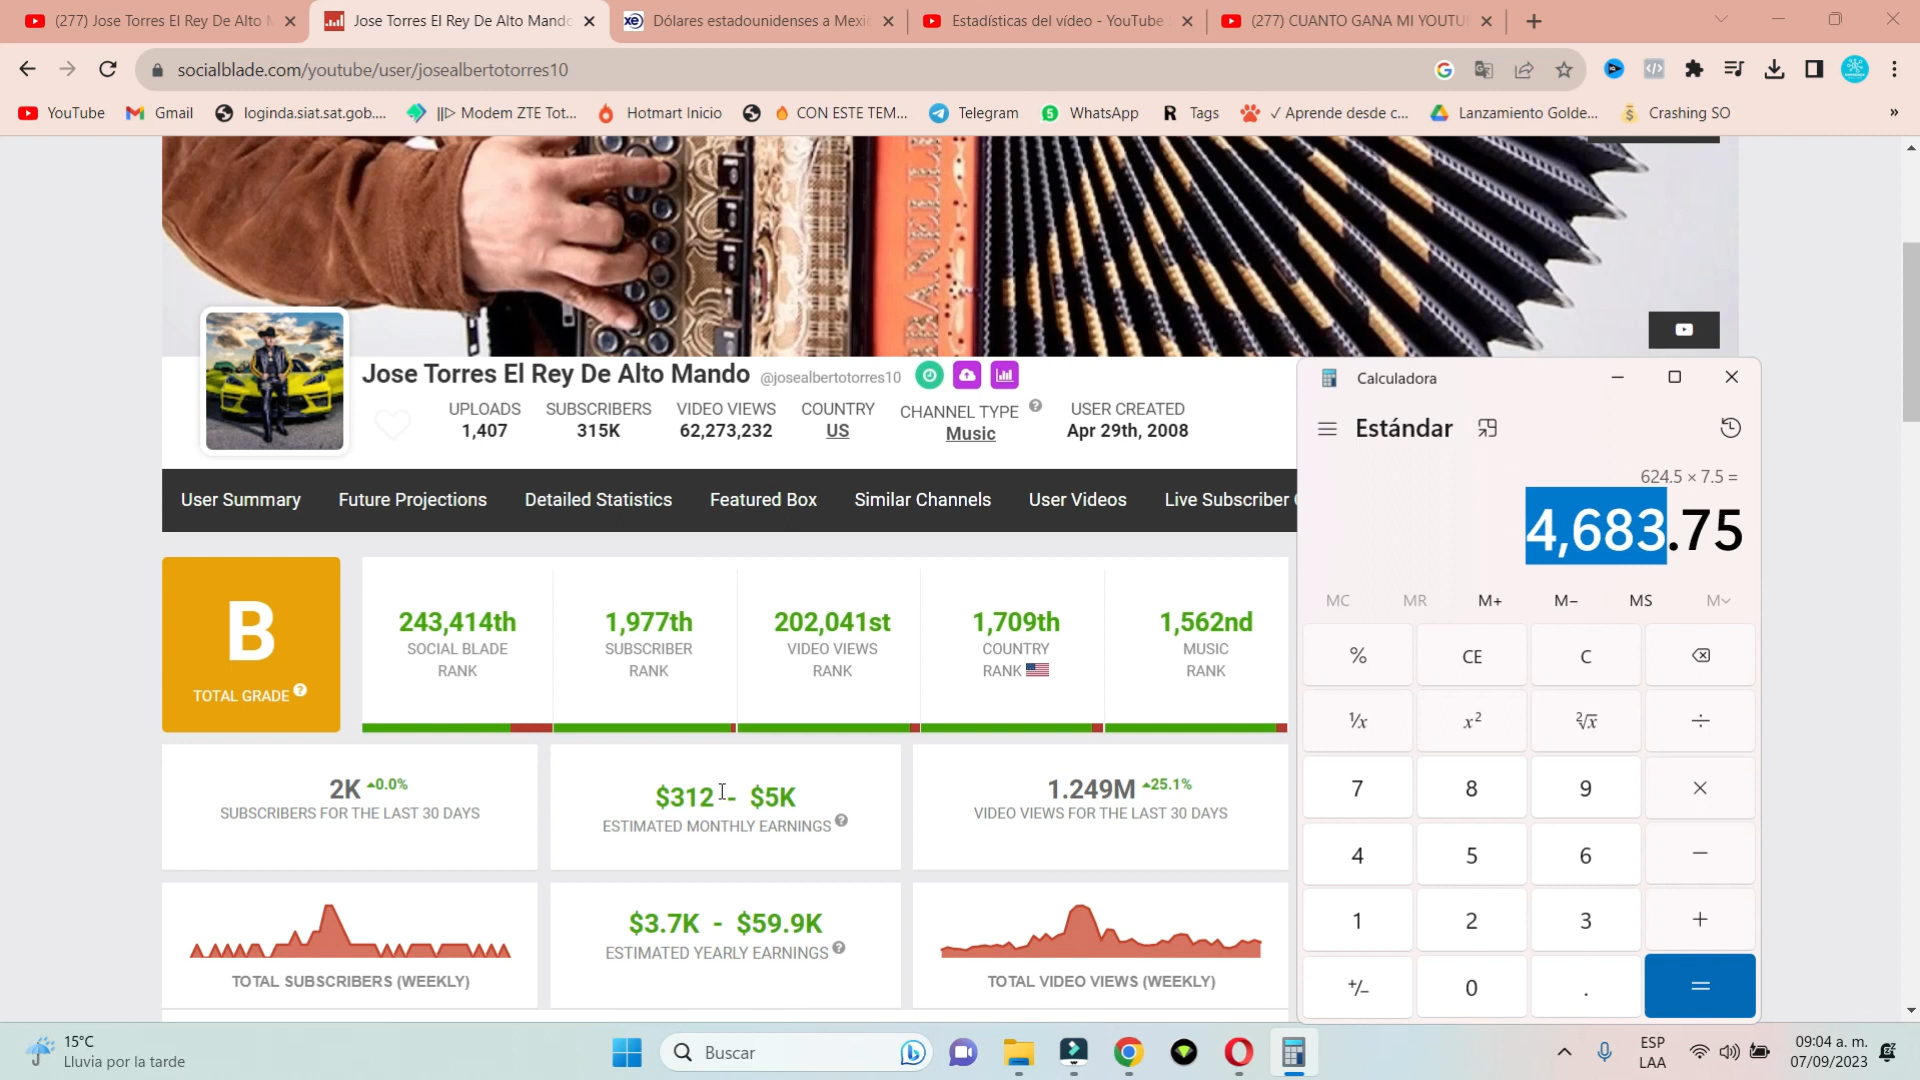 (277) Jose Torres El Rey De Alto M
Jose Torres El Rey De Alto Mando
Dólares estadounidenses a Mexic
Estadísticas del vídeo - YouTube
(277) CUANTO GANA MI YOUTU
socialblade.com/youtube/user/josealbertotorres10
YouTube
Gmail
loginda.siat.sat.gob....
||▷ Modem ZTE Tot...
Hotmart Inicio
CON ESTE TEM...
Telegram
WhatsApp
Tags
✓ Aprende desde c...
Lanzamiento Golde...
Crashing SO
»
Jose Torres El Rey De Alto Mando @josealbertotorres10
UPLOADS
1,407
SUBSCRIBERS
315K
VIDEO VIEWS
62,273,232
COUNTRY
US
CHANNEL TYPE
Music
USER CREATED
Apr 29th, 2008
User Summary
Future Projections
Detailed Statistics
Featured Box
Similar Channels
User Videos
Live Subscriber
B
TOTAL GRADE
243,414th
SOCIAL BLADE
RANK
1,977th
SUBSCRIBER
RANK
202,041st
VIDEO VIEWS
RANK
1,709th
COUNTRY
RANK
1,562nd
MUSIC
RANK
2K 0.0%
SUBSCRIBERS FOR THE LAST 30 DAYS
$312 - $5K
ESTIMATED MONTHLY EARNINGS
1.249M 25.1%
VIDEO VIEWS FOR THE LAST 30 DAYS
TOTAL SUBSCRIBERS (WEEKLY)
$3.7K - $59.9K
ESTIMATED YEARLY EARNINGS
TOTAL VIDEO VIEWS (WEEKLY)
Calculadora
Estándar
624.5 × 7.5 =
4,683.75
MC MR M+ M− MS M
% CE C
¹/x x² ²√x ÷
7 8 9 ×
4 5 6 −
1 2 3 +
+/− 0 . =
15°C
Lluvia por la tarde
Buscar
ESP
LAA
09:04 a. m.
07/09/2023